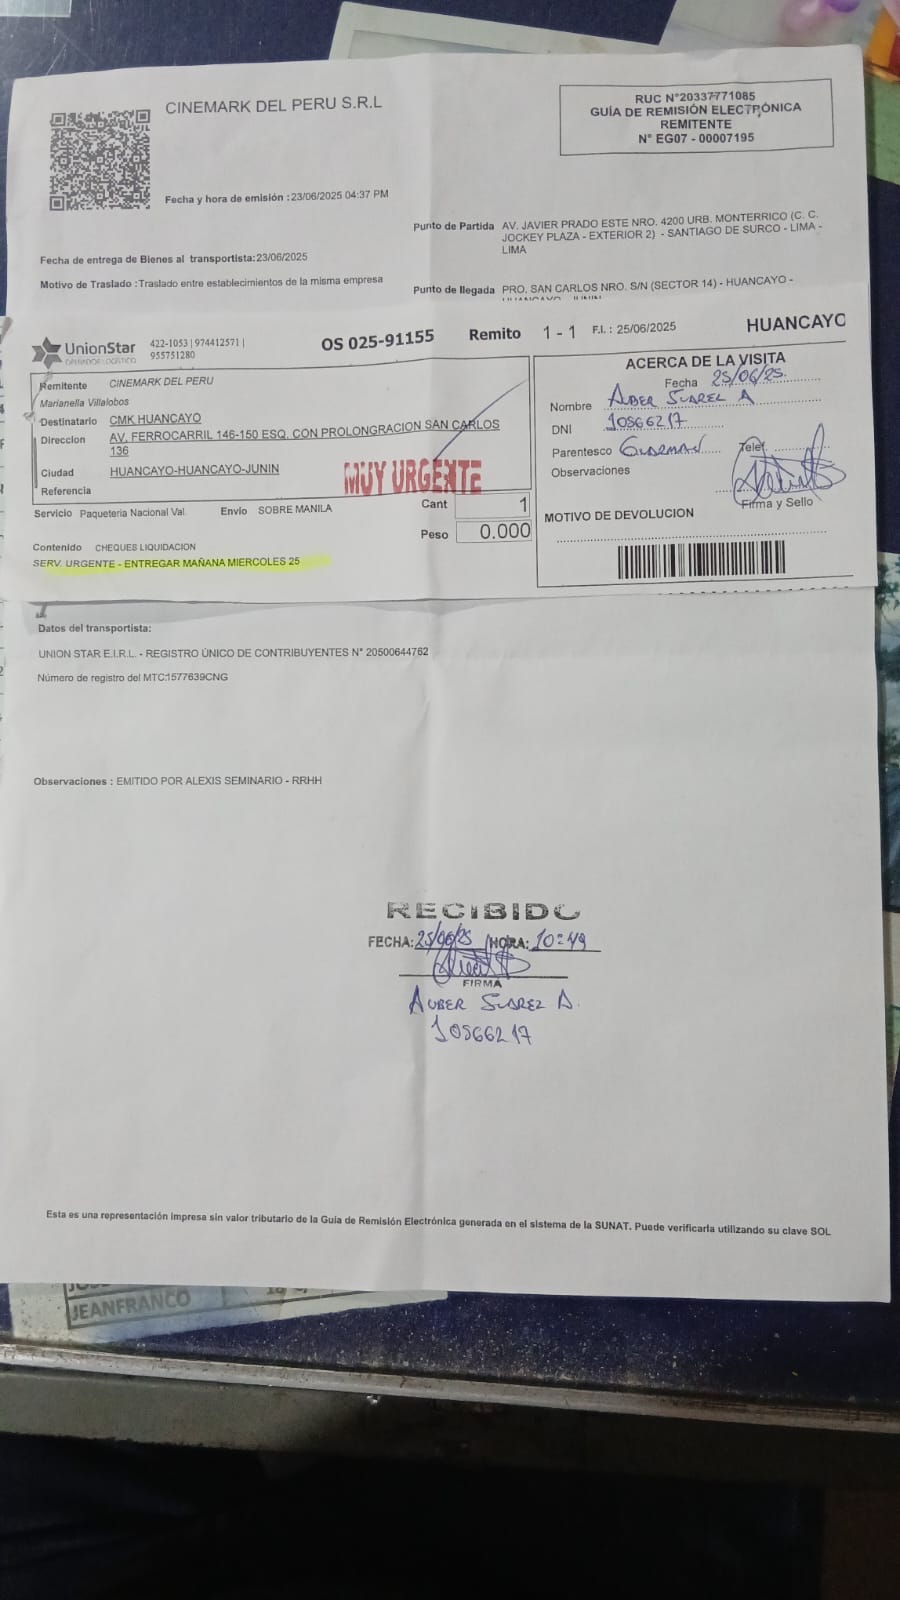 CINEMARK DEL PERU S.R.L
RUC N°20337771085
GUÍA DE REMISIÓN ELECTRÓNICA
REMITENTE
N° EG07 - 00007195
Fecha y hora de emisión :23/06/2025 04:37 PM
Punto de Partida AV. JAVIER PRADO ESTE NRO. 4200 URB. MONTERRICO (C. C.
JOCKEY PLAZA - EXTERIOR 2) - SANTIAGO DE SURCO - LIMA -
LIMA
Fecha de entrega de Bienes al transportista:23/06/2025
Motivo de Traslado :Traslado entre establecimientos de la misma empresa
Punto de llegada PRO. SAN CARLOS NRO. S/N (SECTOR 14) - HUANCAYO -
UnionStar
OPERADOR LOGÍSTICO
422-1053 | 974412571 |
955751280
OS 025-91155 Remito 1 - 1 F.I. : 25/06/2025 HUANCAYO
Remitente CINEMARK DEL PERU
Marianella Villalobos
Destinatario CMK HUANCAYO
Direccion AV. FERROCARRIL 146-150 ESQ. CON PROLONGRACION SAN CARLOS
136
Ciudad HUANCAYO-HUANCAYO-JUNIN
Referencia
MUY URGENTE
Servicio Paqueteria Nacional Val. Envio SOBRE MANILA
Cant 1
Peso 0.000
Contenido CHEQUES LIQUIDACION
SERV. URGENTE - ENTREGAR MAÑANA MIERCOLES 25
ACERCA DE LA VISITA
Fecha 25/06/25.
Nombre AUBER SUAREZ A
DNI 10566217
Parentesco GUARMAN Telef.
Observaciones
Firma y Sello
MOTIVO DE DEVOLUCION
Datos del transportista:
UNION STAR E.I.R.L. - REGISTRO ÚNICO DE CONTRIBUYENTES N° 20500644762
Número de registro del MTC:1577639CNG
Observaciones : EMITIDO POR ALEXIS SEMINARIO - RRHH
RECIBIDO
FECHA: 25/06/25 HORA: 10:49
FIRMA
AUBER SUAREZ A.
10566217
Esta es una representación impresa sin valor tributario de la Guía de Remisión Electrónica generada en el sistema de la SUNAT. Puede verificarla utilizando su clave SOL
JEANFRANCO